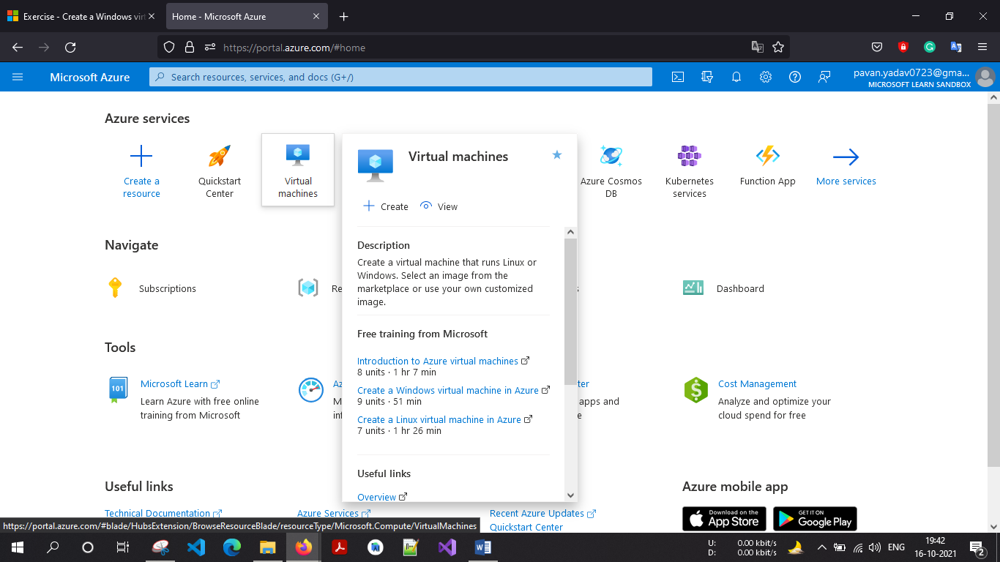 Exercise - Create a Windows virt
Home - Microsoft Azure
https://portal.azure.com/#home
Microsoft Azure
Search resources, services, and docs (G+/)
pavan.yadav0723@gma...
MICROSOFT LEARN SANDBOX
Azure services
Create a
resource
Quickstart
Center
Virtual
machines
Virtual machines
Azure Cosmos
DB
Kubernetes
services
Function App
More services
Create
View
Description
Create a virtual machine that runs Linux or
Windows. Select an image from the
marketplace or use your own customized
image.
Free training from Microsoft
Introduction to Azure virtual machines
8 units · 1 hr 7 min
Create a Windows virtual machine in Azure
9 units · 51 min
Create a Linux virtual machine in Azure
7 units · 1 hr 26 min
Useful links
Overview
Navigate
Subscriptions
Re
s
Dashboard
Tools
101
Microsoft Learn
Learn Azure with free online
training from Microsoft
Az
M
in
ter
apps and
e
Cost Management
Analyze and optimize your
cloud spend for free
Useful links
Azure mobile app
Technical Documentation
Azure Services
Recent Azure Updates
Quickstart Center
Download on the
App Store
GET IT ON
Google Play
https://portal.azure.com/#blade/HubsExtension/BrowseResourceBlade/resourceType/Microsoft.Compute/VirtualMachines
U: 0.00 kbit/s
D: 0.00 kbit/s
ENG
19:42
16-10-2021
2